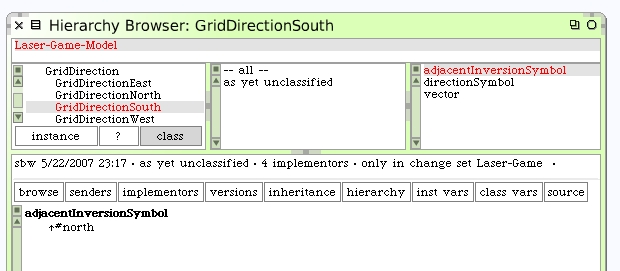 Hierarchy Browser: GridDirectionSouth
Laser-Game-Model
GridDirection
GridDirectionEast
GridDirectionNorth
GridDirectionSouth
GridDirectionWest
instance ? class
-- all --
as yet unclassified
adjacentInversionSymbol
directionSymbol
vector
sbw 5/22/2007 23:17 · as yet unclassified · 4 implementors · only in change set Laser-Game ·
browse senders implementors versions inheritance hierarchy inst vars class vars source
adjacentInversionSymbol
↑#north